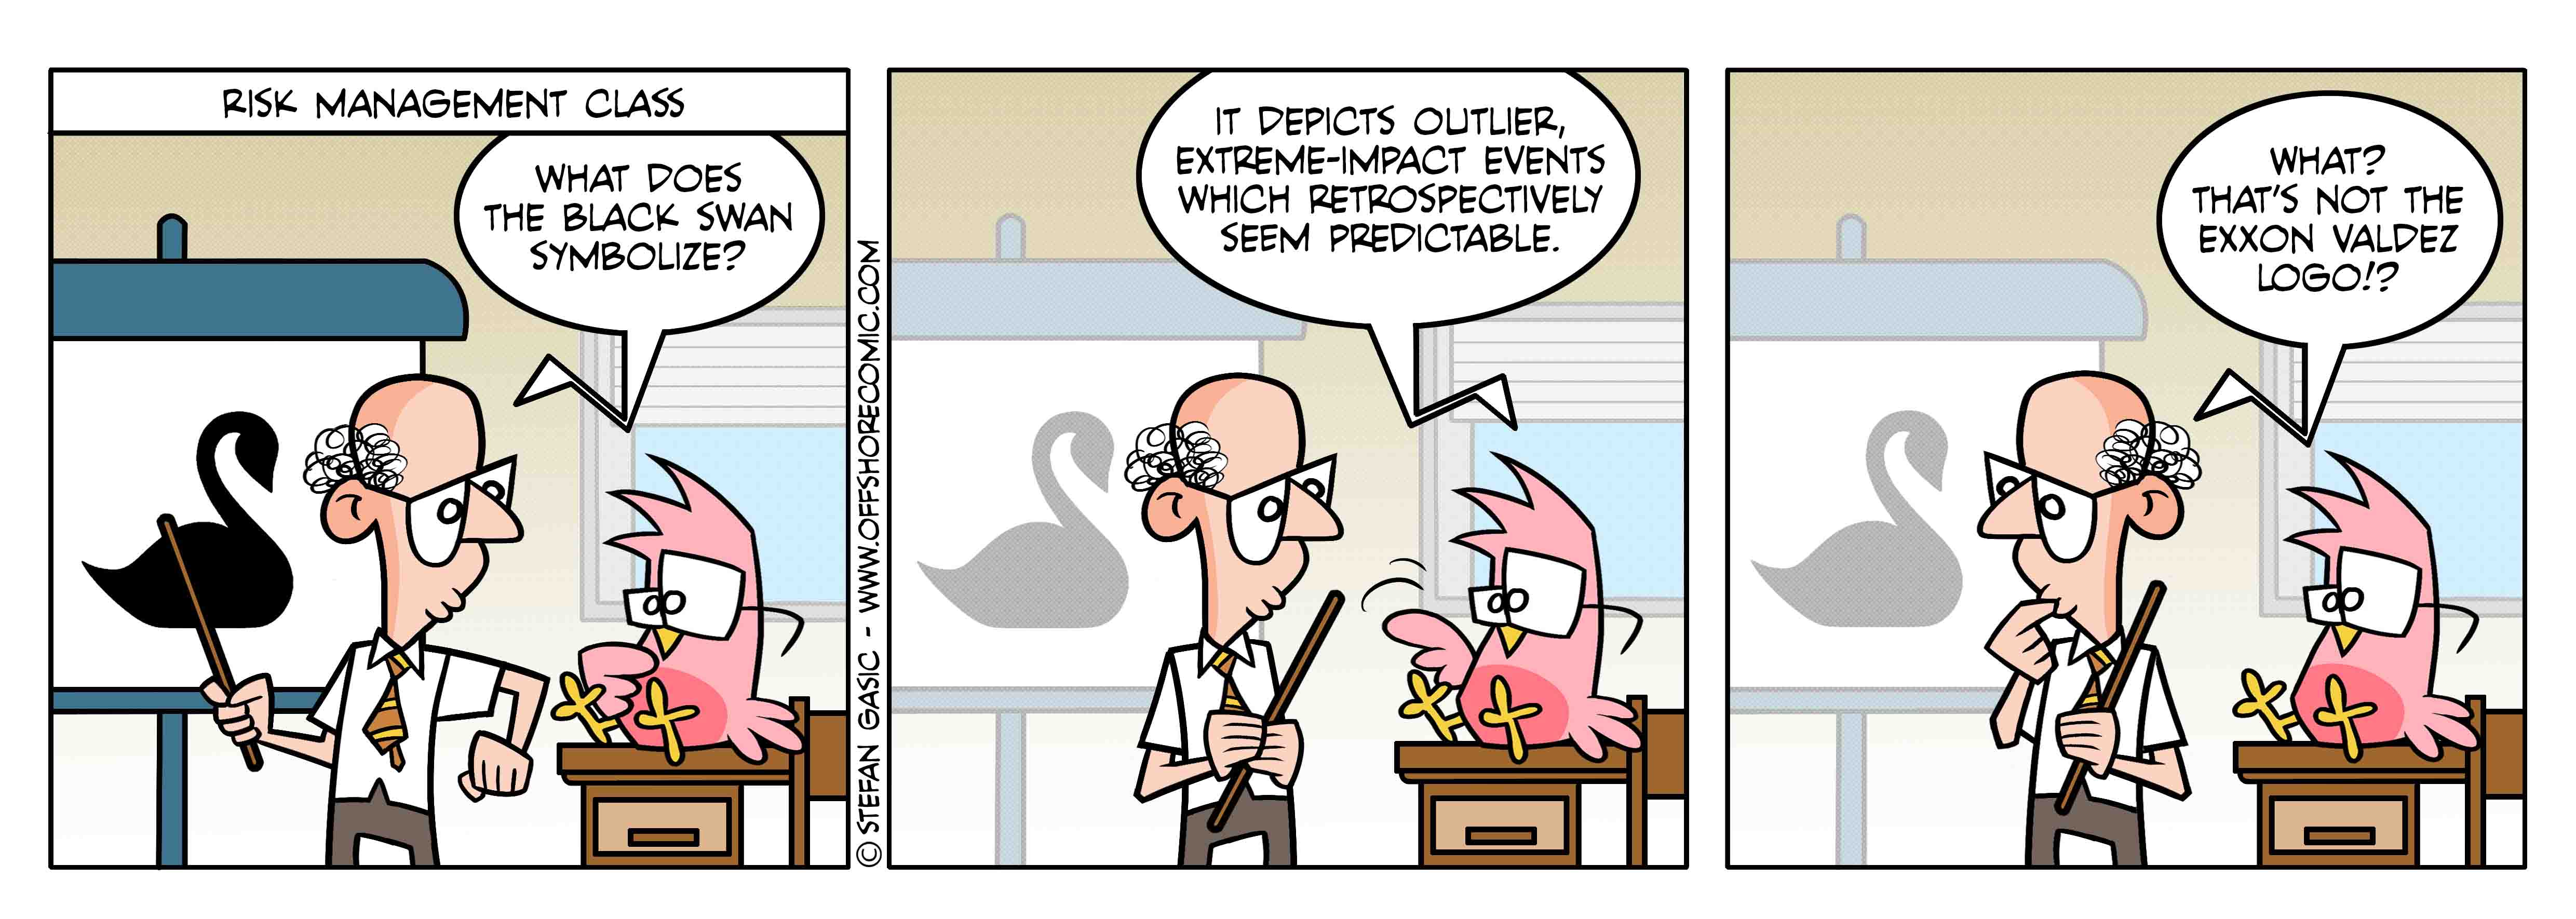 RISK MANAGEMENT CLASS
WHAT DOES
THE BLACK SWAN
SYMBOLIZE?
© STEFAN GASIC - WWW.OFFSHORECOMIC.COM
IT DEPICTS OUTLIER,
EXTREME-IMPACT EVENTS
WHICH RETROSPECTIVELY
SEEM PREDICTABLE.
WHAT?
THAT'S NOT THE
EXXON VALDEZ
LOGO!?